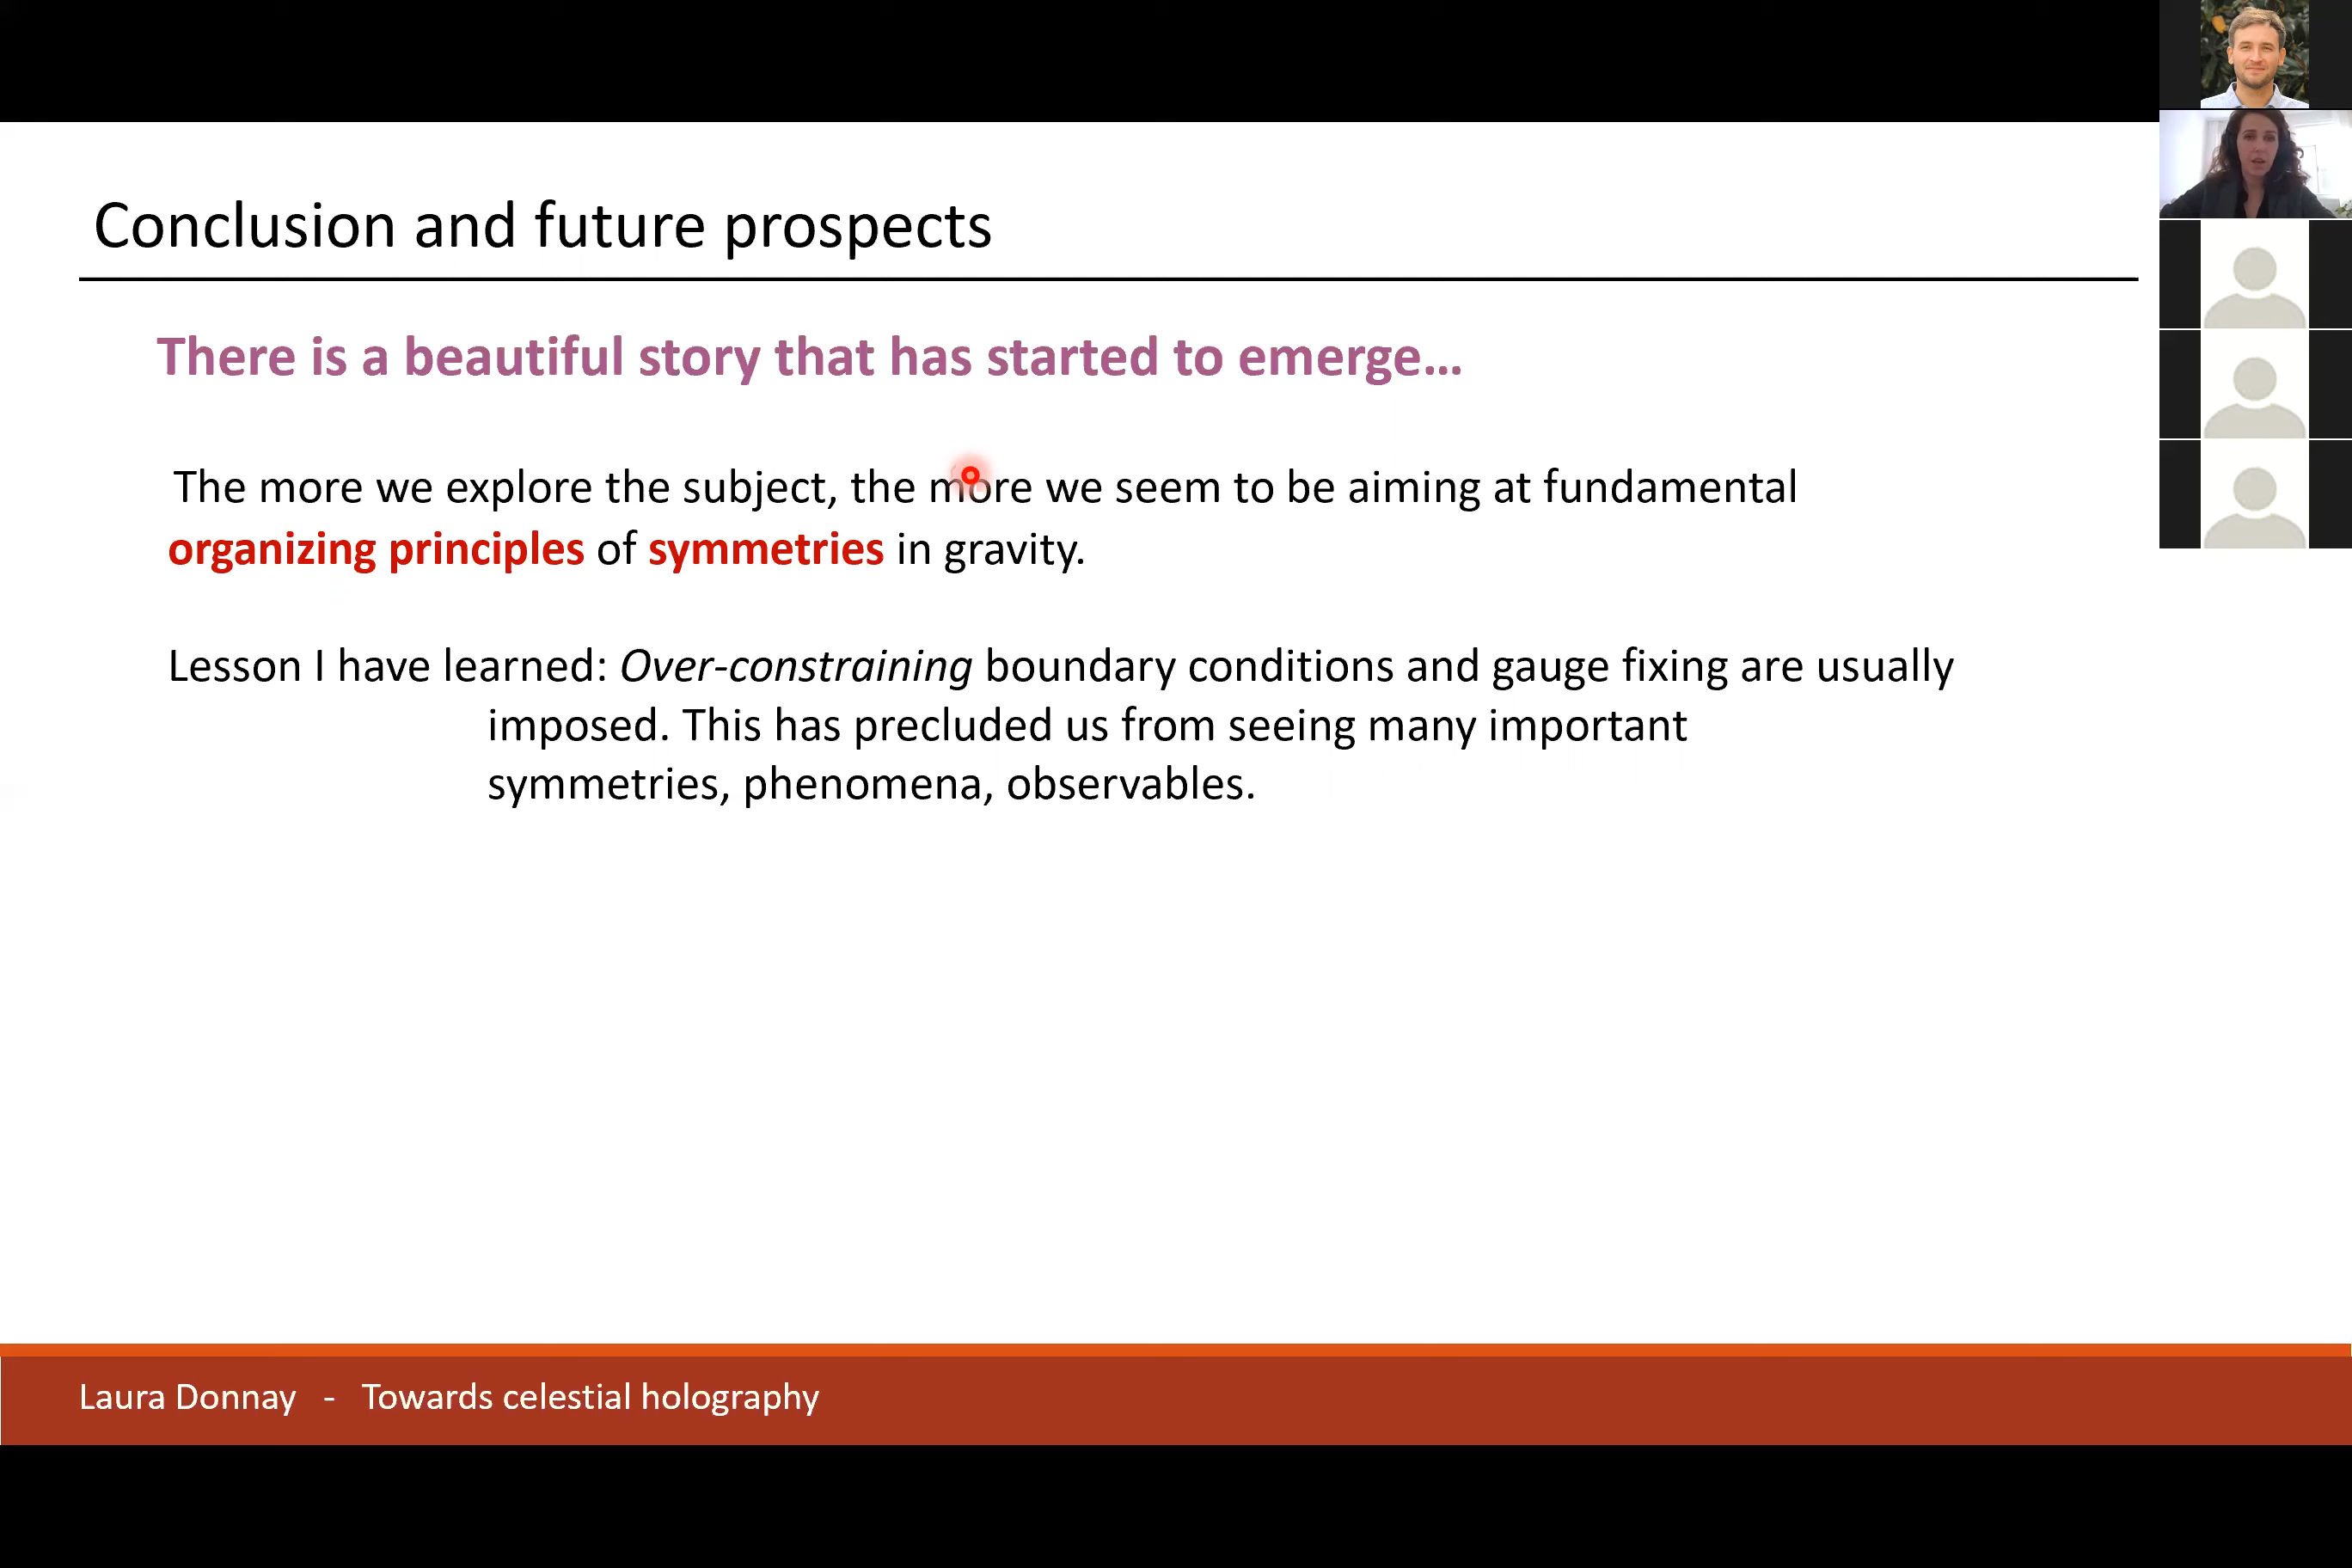 Conclusion and future prospects
There is a beautiful story that has started to emerge...
The more we explore the subject, the more we seem to be aiming at fundamental
organizing principles of symmetries in gravity.
Lesson I have learned: Over-constraining boundary conditions and gauge fixing are usually
imposed. This has precluded us from seeing many important
symmetries, phenomena, observables.
Laura Donnay - Towards celestial holography